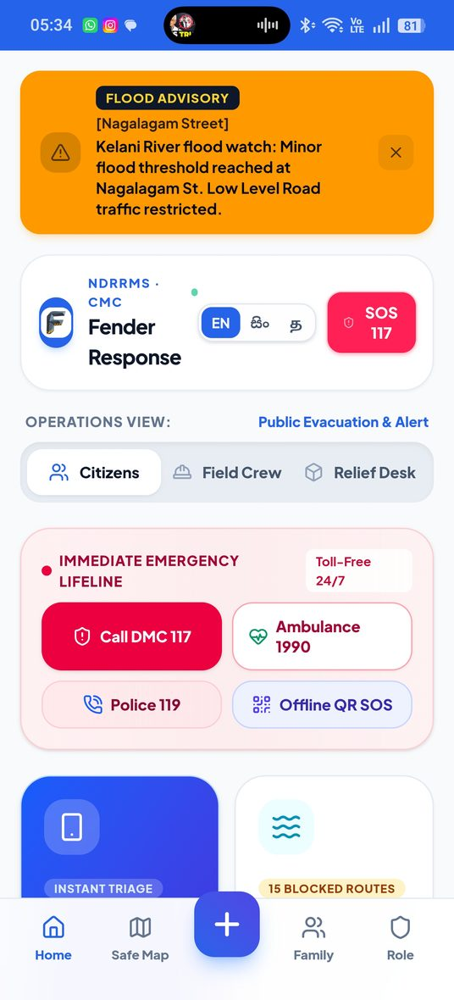 05:34
Vo
LTE
81
FLOOD ADVISORY
[Nagalagam Street]
Kelani River flood watch: Minor
flood threshold reached at
Nagalagam St. Low Level Road
traffic restricted.
NDRRMS ·
CMC
Fender
Response
EN සිං த
SOS
117
OPERATIONS VIEW: Public Evacuation & Alert
Citizens Field Crew Relief Desk
IMMEDIATE EMERGENCY
LIFELINE
Toll-Free
24/7
Call DMC 117
Ambulance
1990
Police 119 Offline QR SOS
INSTANT TRIAGE 15 BLOCKED ROUTES
Home Safe Map Family Role